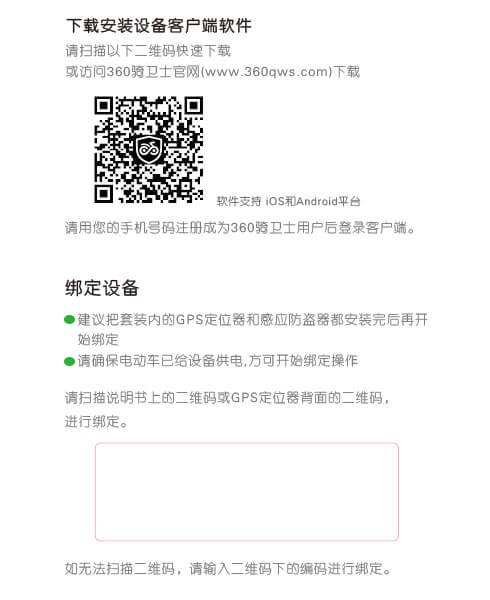 下载安装设备客户端软件
请扫描以下二维码快速下载
或访问360骑卫士官网(www.360qws.com)下载
软件支持 iOS和Android平台
请用您的手机号码注册成为360骑卫士用户后登录客户端。
绑定设备
建议把套装内的GPS定位器和感应防盗器都安装完后再开
始绑定
请确保电动车已给设备供电,方可开始绑定操作
请扫描说明书上的二维码或GPS定位器背面的二维码，
进行绑定。
如无法扫描二维码，请输入二维码下的编码进行绑定。